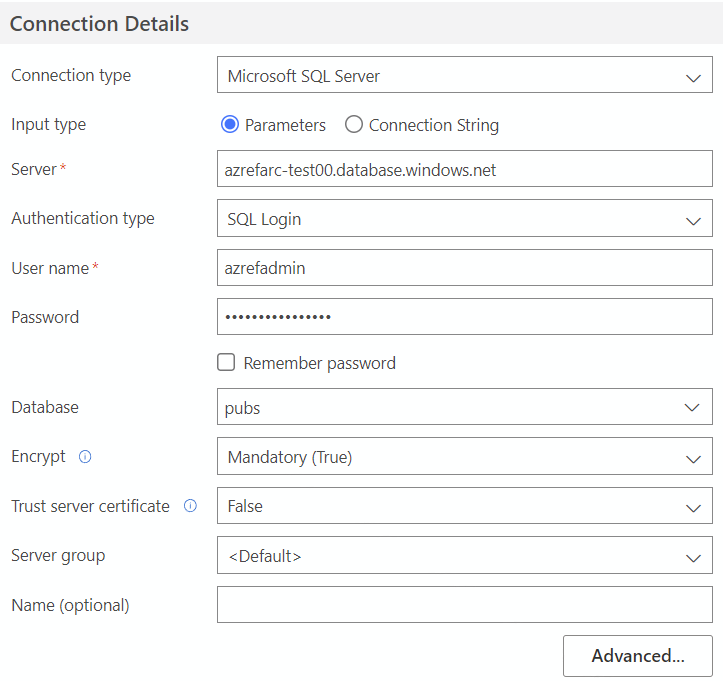 Connection Details
Connection type Microsoft SQL Server
Input type Parameters Connection String
Server* azrefarc-test00.database.windows.net
Authentication type SQL Login
User name* azrefadmin
Password ••••••••••••••••
Remember password
Database pubs
Encrypt Mandatory (True)
Trust server certificate False
Server group <Default>
Name (optional)
Advanced...